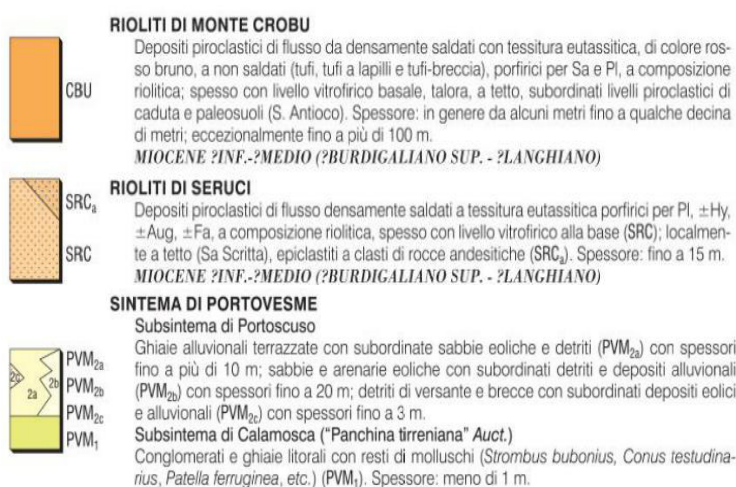 RIOLITI DI MONTE CROBU
Depositi piroclastici di flusso da densamente saldati con tessitura eutassitica, di colore ros-
so bruno, a non saldati (tufi, tufi a lapilli e tufi-breccia), porfirici per Sa e Pl, a composizione
CBU
riolitica; spesso con livello vitrofirico basale, talora, a tetto, subordinati livelli piroclastici di
caduta e paleosuoli (S. Antioco). Spessore: in genere da alcuni metri fino a qualche decina
di metri; eccezionalmente fino a più di 100 m.
MIOCENE ?INF.-?MEDIO (?BURDIGALIANO SUP. - ?LANGHIANO)
RIOLITI DI SERUCI
SRCa
Depositi piroclastici di flusso densamente saldati a tessitura eutassitica porfirici per Pl, ±Hy,
±Aug, ±Fa, a composizione riolitica, spesso con livello vitrofirico alla base (SRC); localmen-
SRC
te a tetto (Sa Scritta), epiclastiti a clasti di rocce andesitiche (SRCa). Spessore: fino a 15 m.
MIOCENE ?INF.-?MEDIO (?BURDIGALIANO SUP. - ?LANGHIANO)
SINTEMA DI PORTOVESME
Subsintema di Portoscuso
Ghiaie alluvionali terrazzate con subordinate sabbie eoliche e detriti (PVM2a) con spessori
PVM2a
fino a più di 10 m; sabbie e arenarie eoliche con subordinati detriti e depositi alluvionali
2c 2a 2b
PVM2b
(PVM2b) con spessori fino a 20 m; detriti di versante e brecce con subordinati depositi eolici
PVM2c
e alluvionali (PVM2c) con spessori fino a 3 m.
PVM1
Subsintema di Calamosca ("Panchina tirreniana" Auct.)
Conglomerati e ghiaie litorali con resti di molluschi (Strombus bubonius, Conus testudina-
rius, Patella ferruginea, etc.) (PVM1). Spessore: meno di 1 m.